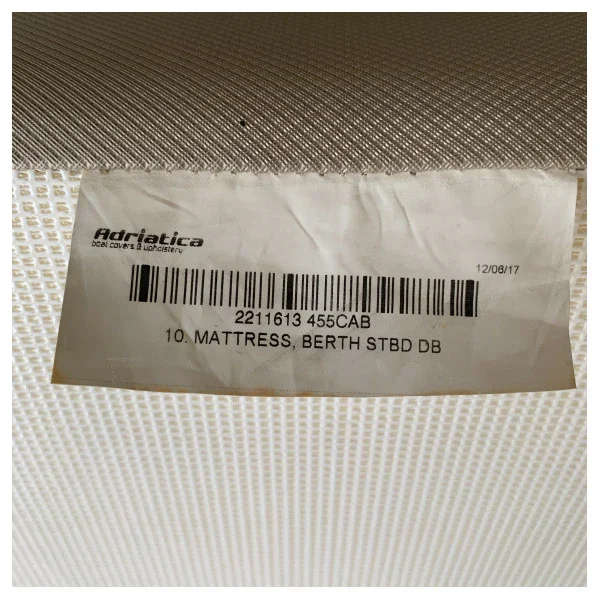 Adriatica
boat covers & upholstery
12/06/17
2211613 455CAB
10. MATTRESS, BERTH STBD DB